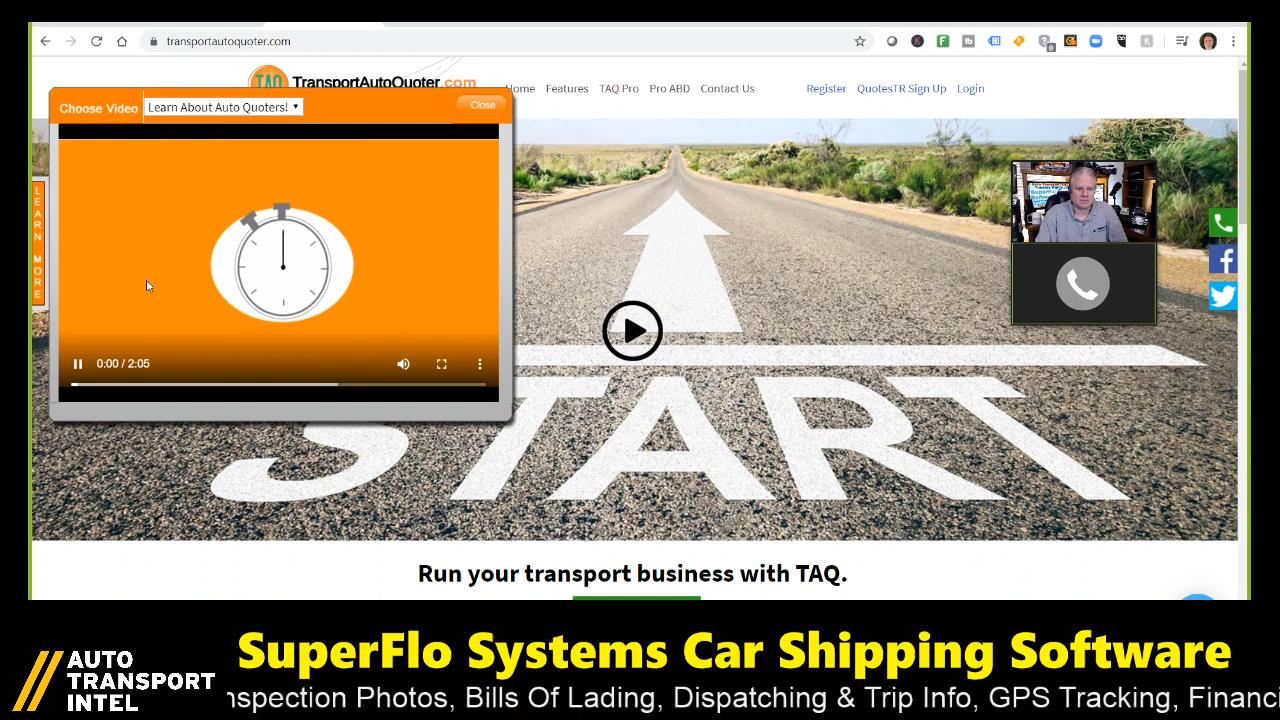 transportautoquoter.com
TAQ TransportAutoQuoter.com
Home Features TAQ Pro Pro ABD Contact Us Register QuotesTR Sign Up Login
Choose Video Learn About Auto Quoters! Close
LEARN MORE
0:00 / 2:05
START
Run your transport business with TAQ.
SuperFlo Systems Car Shipping Software
AUTO
TRANSPORT
INTEL
nspection Photos, Bills Of Lading, Dispatching & Trip Info, GPS Tracking, Financi